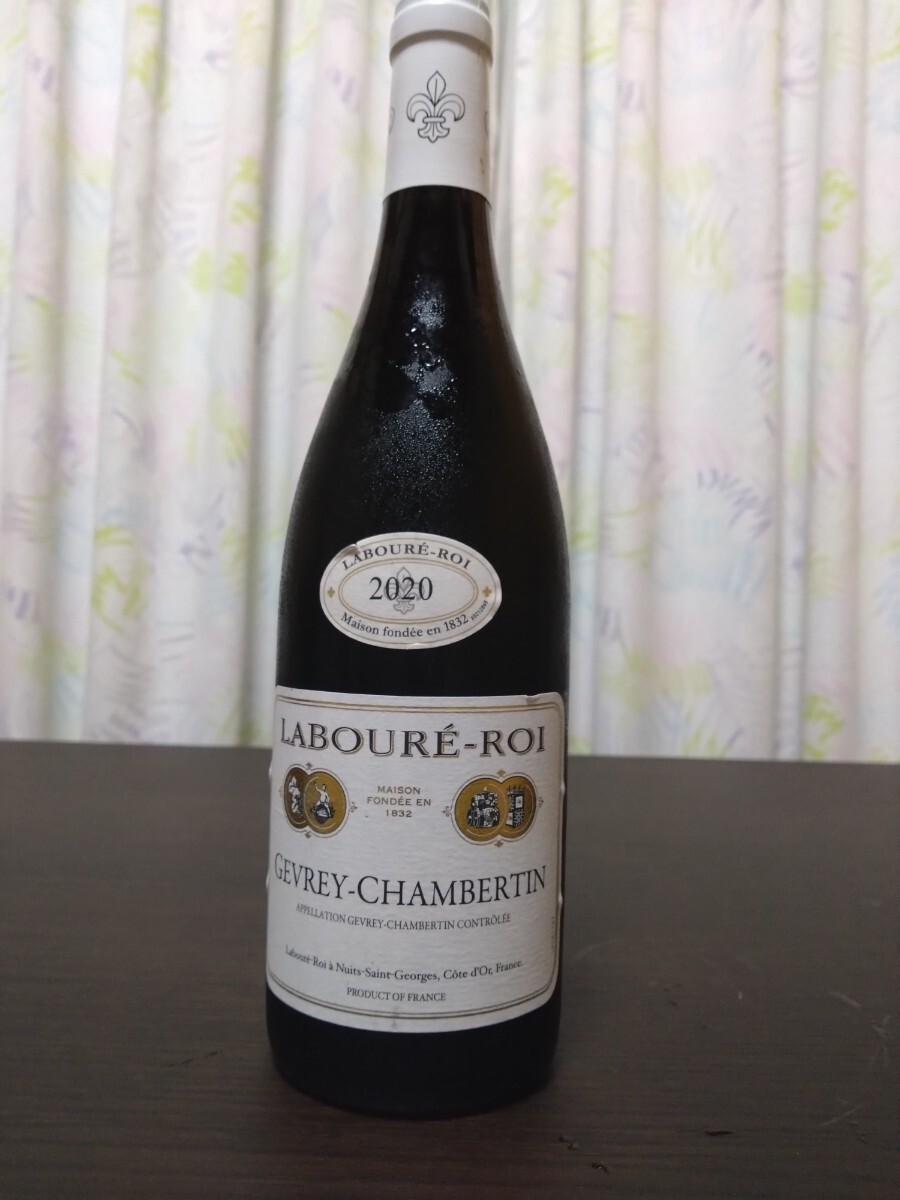 LABOURÉ-ROI
2020
Maison fondée en 1832
LABOURÉ-ROI
MAISON
FONDÉE EN
1832
GEVREY-CHAMBERTIN
APPELLATION GEVREY-CHAMBERTIN CONTRÔLÉE
Labouré-Roi à Nuits-Saint-Georges, Côte d'Or, France.
PRODUCT OF FRANCE